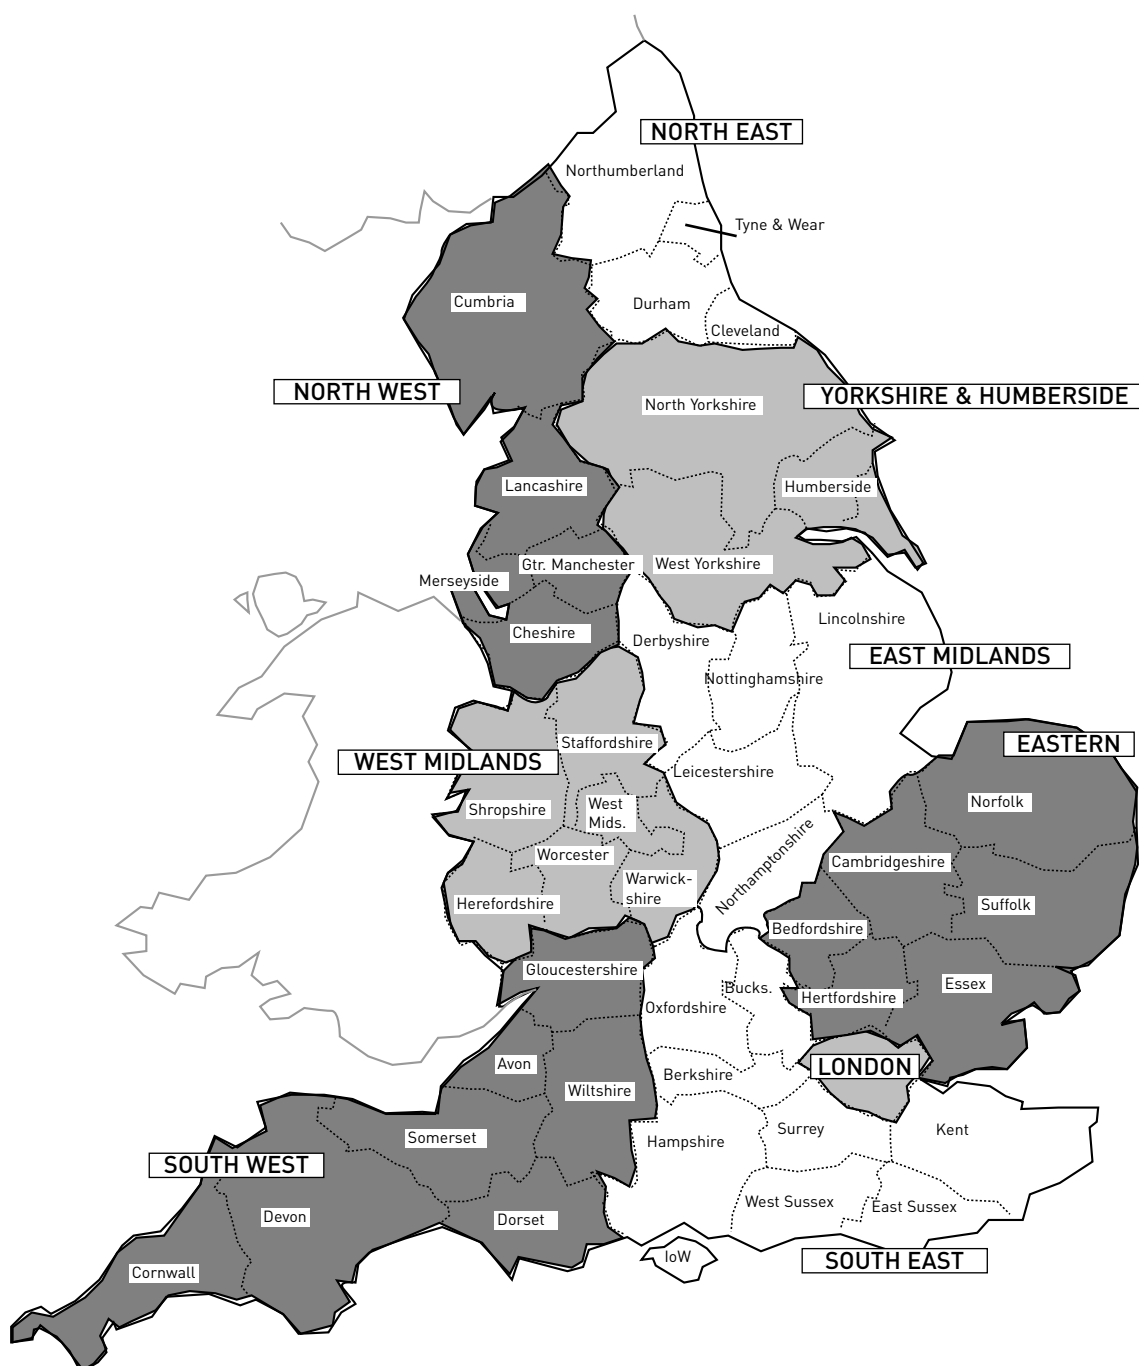 NORTH EAST
Northumberland
Tyne & Wear
Cumbria
Durham
Cleveland
NORTH WEST
YORKSHIRE & HUMBERSIDE
North Yorkshire
Lancashire
Humberside
Gtr. Manchester
West Yorkshire
Merseyside
Cheshire
Derbyshire
Lincolnshire
EAST MIDLANDS
Nottinghamshire
Staffordshire
EASTERN
WEST MIDLANDS
Leicestershire
Norfolk
Shropshire
West
Mids.
Northamptonshire
Worcester
Cambridgeshire
Warwick-
shire
Herefordshire
Suffolk
Bedfordshire
Gloucestershire
Bucks.
Essex
Hertfordshire
Oxfordshire
Avon
LONDON
Berkshire
Wiltshire
Somerset
Hampshire
Surrey
Kent
SOUTH WEST
West Sussex
East Sussex
Devon
Dorset
IoW
SOUTH EAST
Cornwall